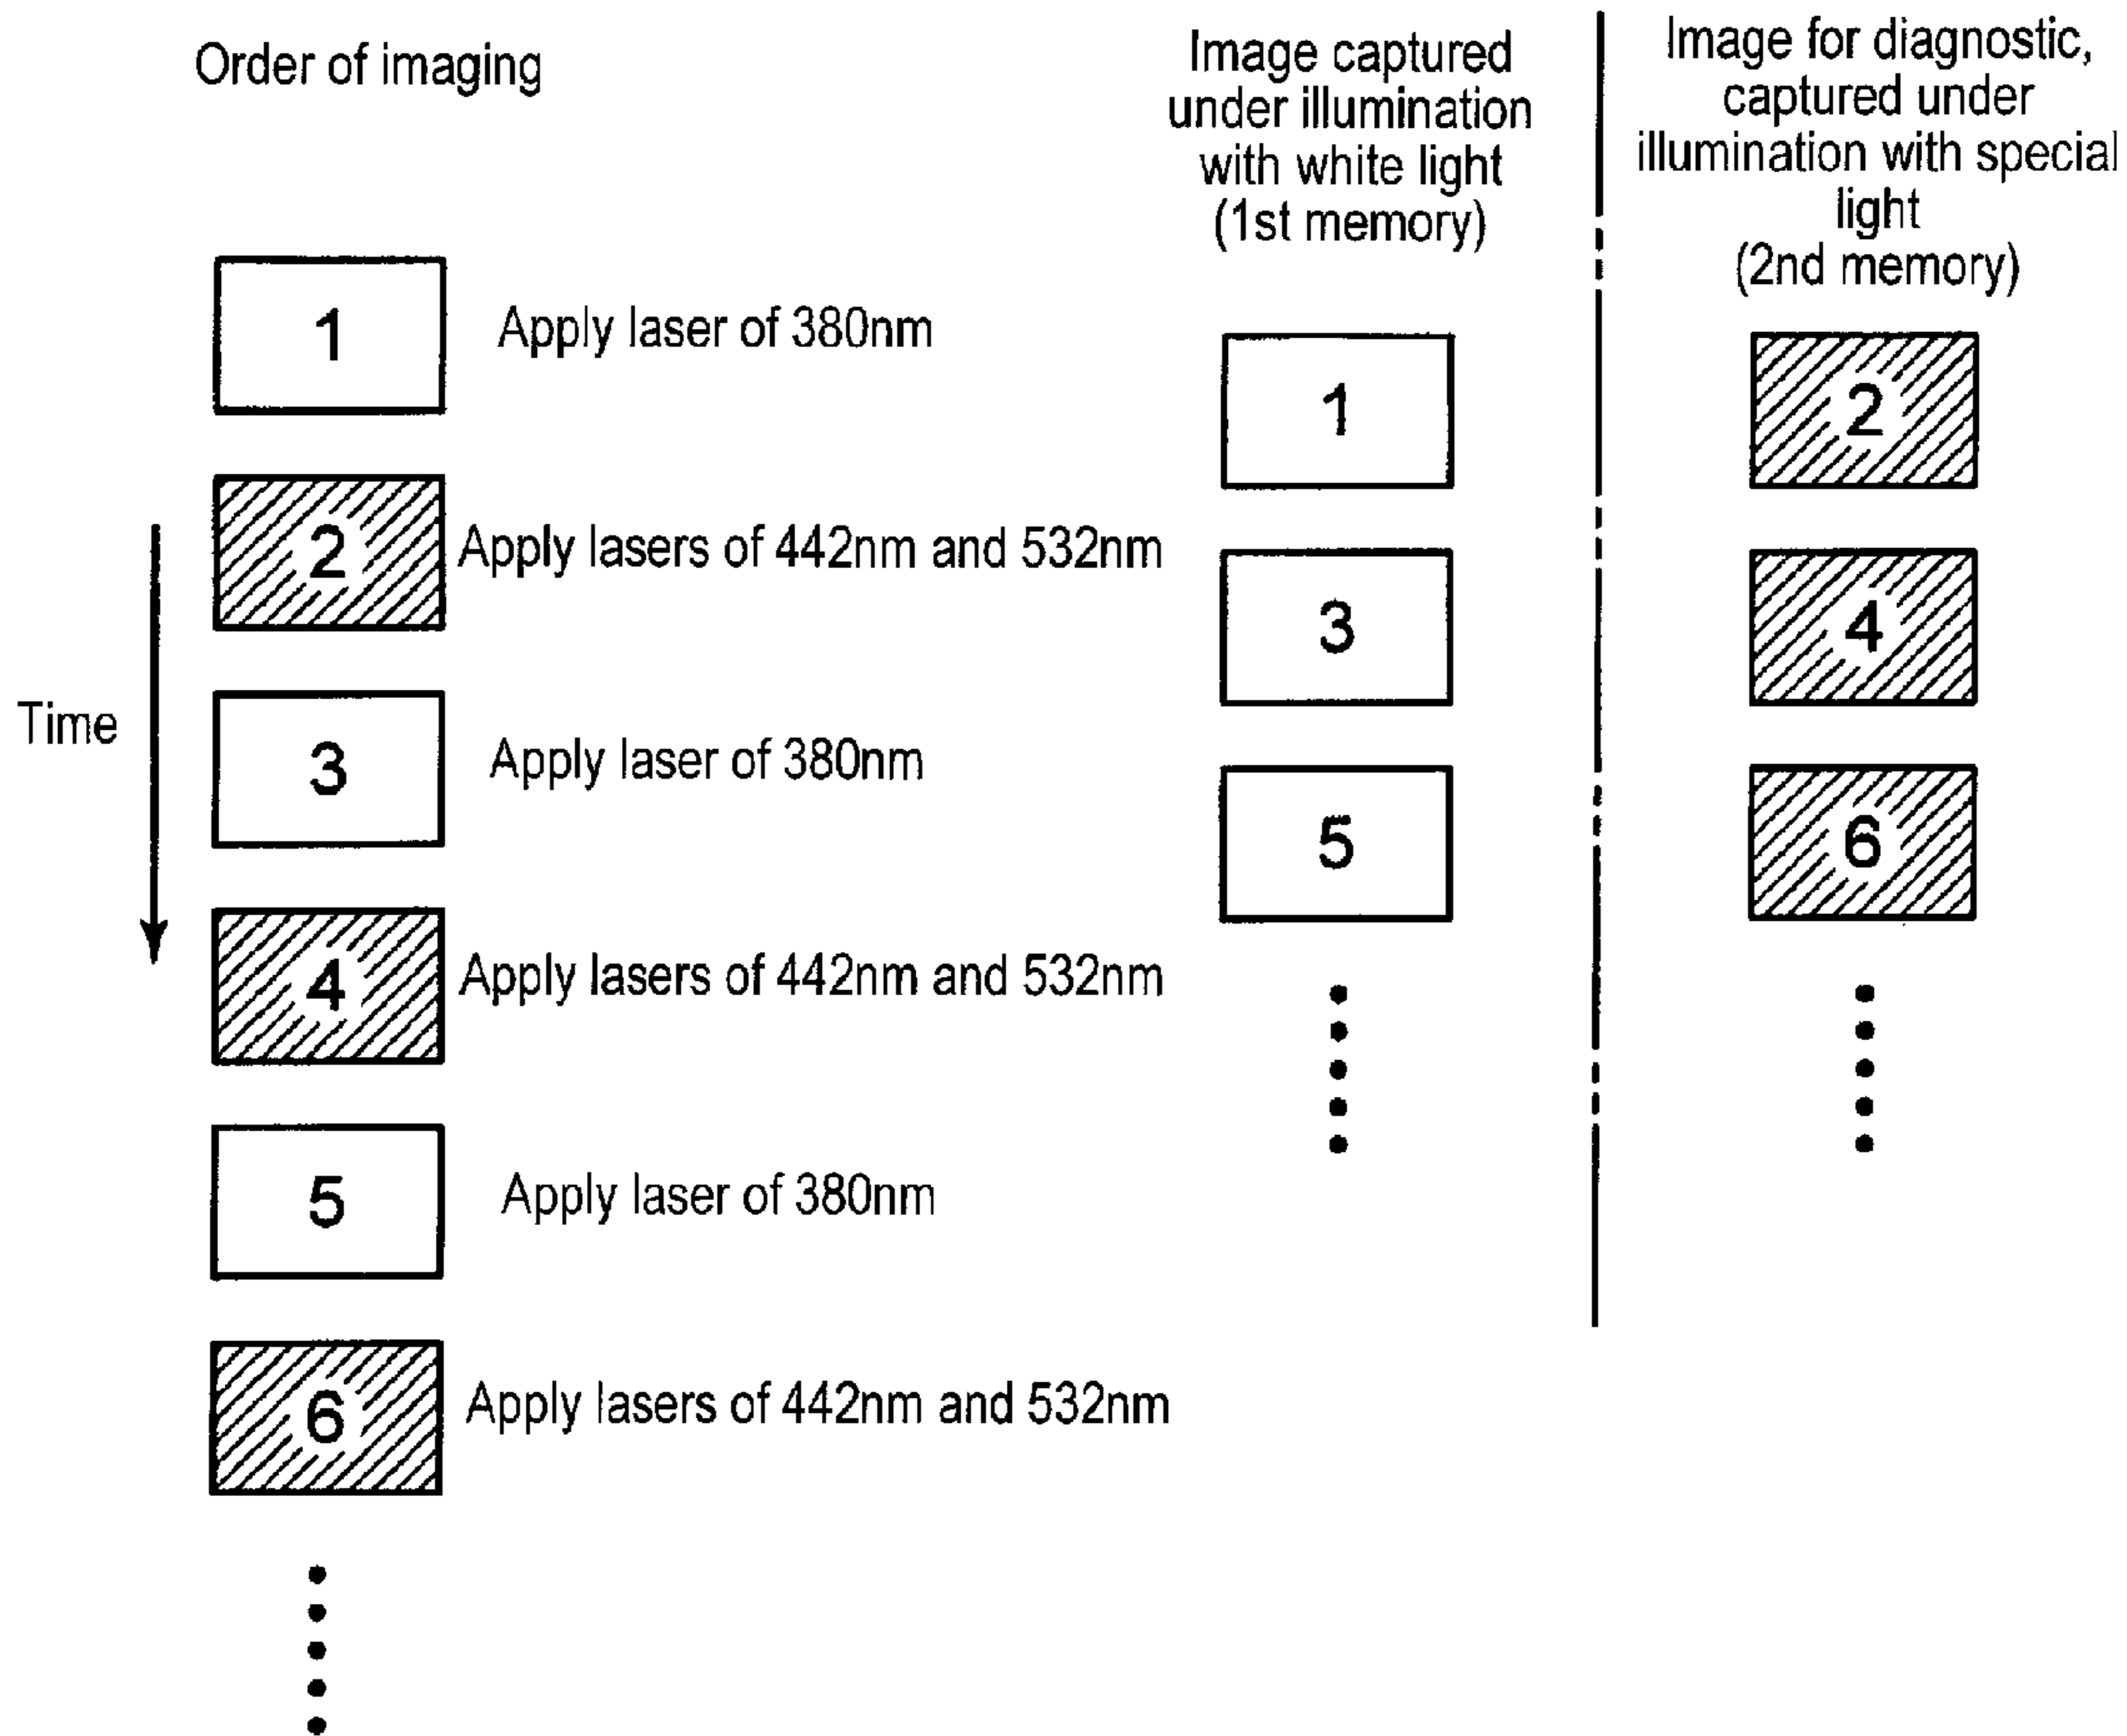 Order of imaging
1
Apply laser of 380nm
2
Apply lasers of 442nm and 532nm
Time
3
Apply laser of 380nm
4
Apply lasers of 442nm and 532nm
5
Apply laser of 380nm
6
Apply lasers of 442nm and 532nm
Image captured
under illumination
with white light
(1st memory)
1
3
5
Image for diagnostic,
captured under
illumination with special
light
(2nd memory)
2
4
6